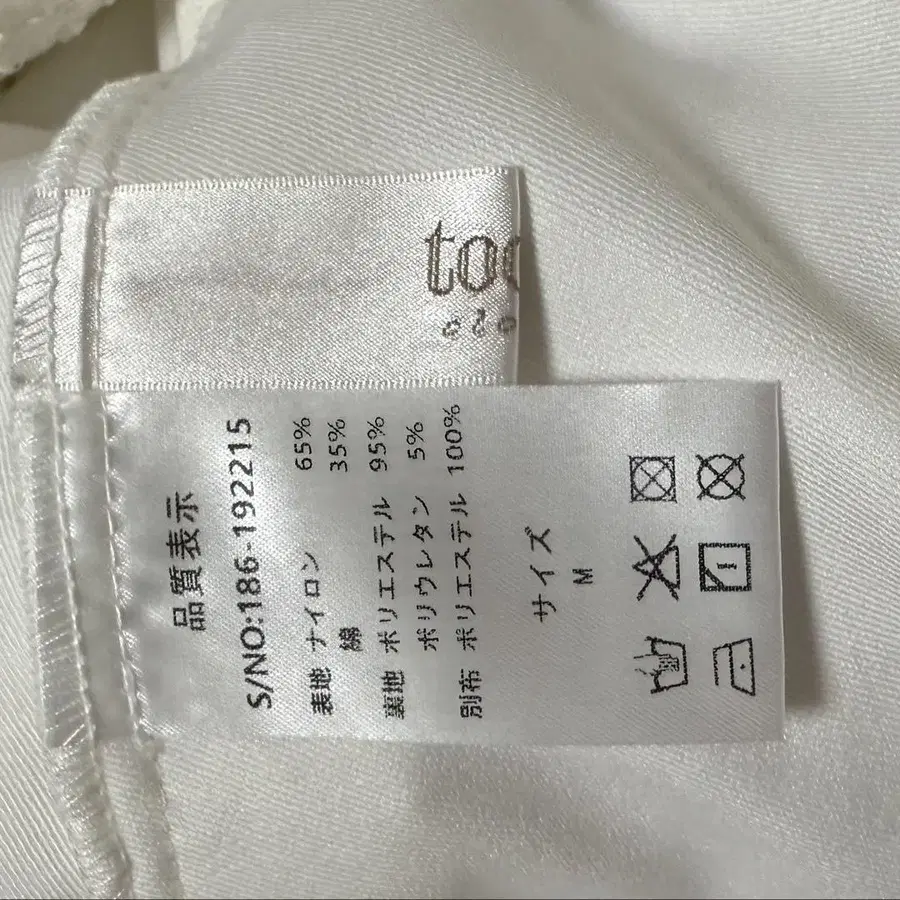 品質表示
S/NO:186-192215
表地 ナイロン 65%
綿 35%
裏地 ポリエステル 95%
ポリウレタン 5%
別布 ポリエステル 100%
サイズ
M